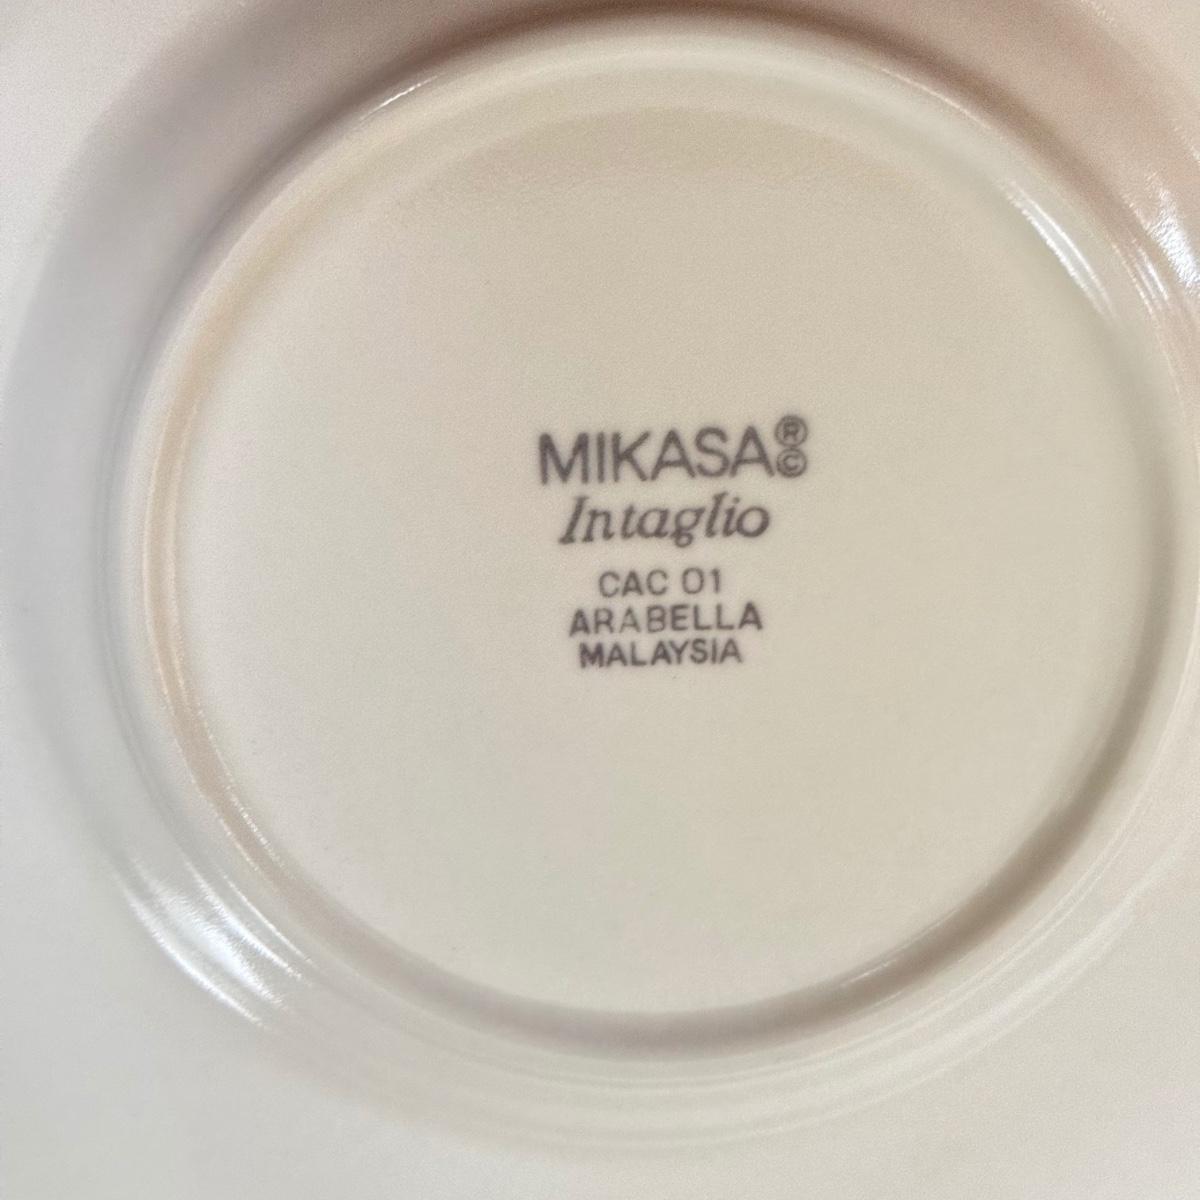 MIKASA®©
Intaglio
CAC 01
ARABELLA
MALAYSIA